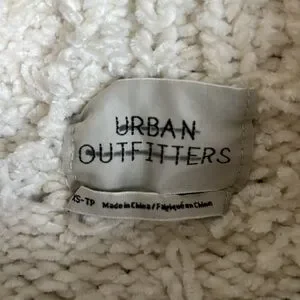 URBAN
OUTFITTERS
XS-TP Made in China / Fabriqué en Chine